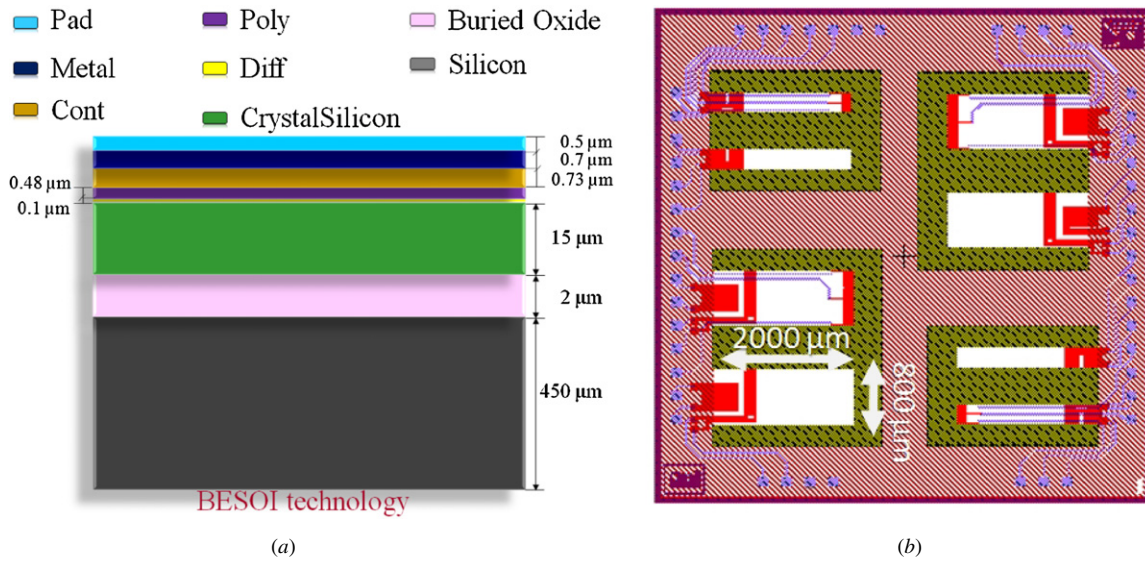 Pad
Poly
Buried Oxide
Metal
Diff
Silicon
Cont
CrystalSilicon
0.5 µm
0.7 µm
0.48 µm
0.73 µm
0.1 µm
15 µm
2 µm
450 µm
BESOI technology
2000 µm
800 µm
(a)
(b)